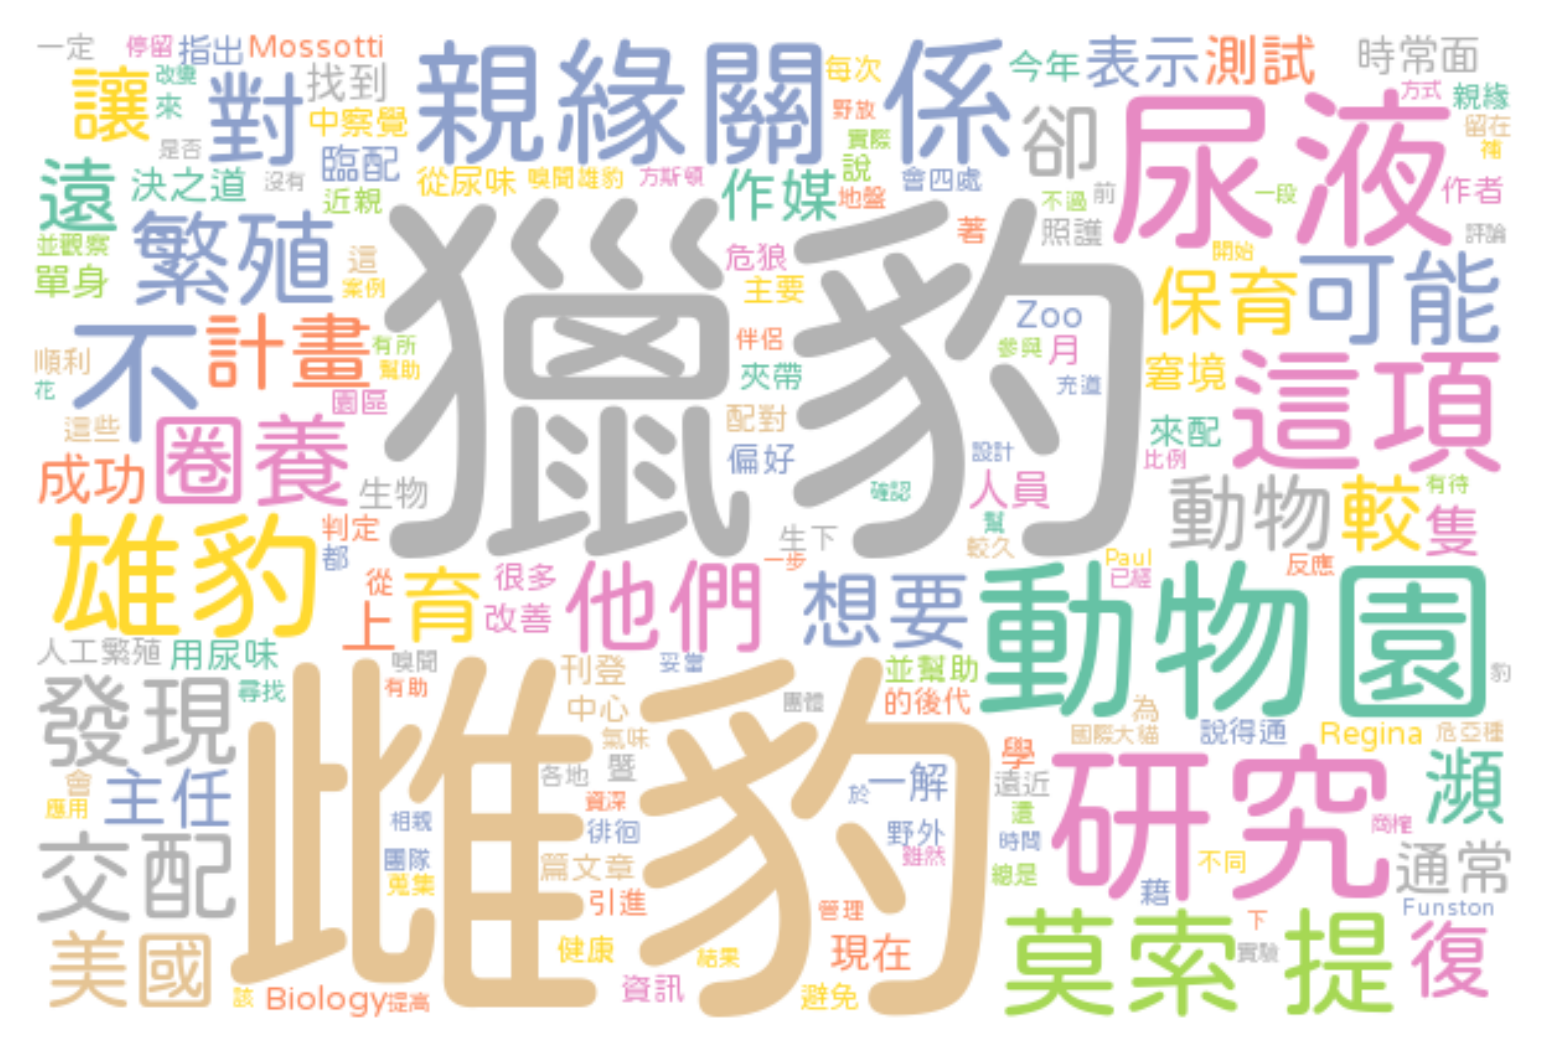 一定
停留
指出
Mossotti
親緣關係
每次
今年
表示
測試
時常面
讓
改變
來
對
找到
中察覺
野放
實際
卻
尿液
方式
親緣
留在
補
是否
臨配
說
遠
決之道
沒有
近親
從尿味
嗅聞雄豹
方斯頓
作媒
地盤
會四處
不過
前
一段
作者
並觀察
單身
繁殖
這
案例
獵豹
危狼
主要
著
照護
開始
評論
保育
可能
順利
花
不
計畫
有所
幫助
園區
伴侶
夾帶
Zoo
參與
月
充道
窘境
這項
這些
圈養
配對
偏好
設計
來配
比例
成功
生物
確認
人員
動物
較
有待
隻
雄豹
判定
都
生下
幫
較久
一步
Paul
已經
反應
從
上
育
很多
改善
他們
想要
動物園
人工繁殖
用尿味
嗅聞
有助
刊登
妥當
並幫助
的後代
豹
發現
尋找
雌豹
中心
氣味
團體
為
國際大貓
說得通
Regina
危亞種
會
應用
主任
各地
暨
資深
一解
於
學
遠近
遭
研究
瀕
相親
團隊
蒐集
徘徊
篇文章
野外
雖然
時間
總是
不同
藉
通常
交配
引進
管理
Funston
美國
該
Biology
提高
健康
資訊
結果
現在
避免
莫索提
下
實驗
復